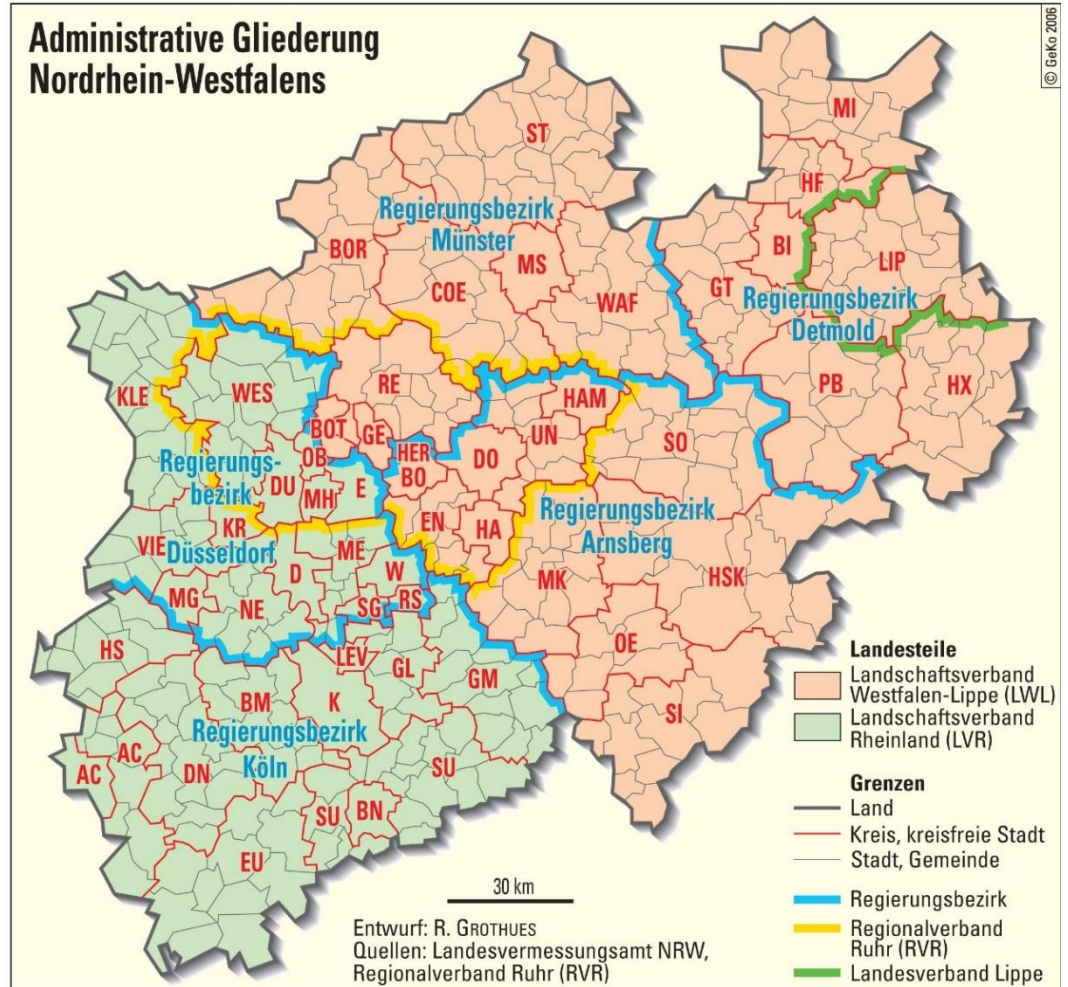 Administrative Gliederung
Nordrhein-Westfalens
© GeKo 2006
MI
ST
HF
Regierungsbezirk
Münster
BOR
BI
MS
LIP
COE
GT
WAF
Regierungsbezirk
Detmold
RE
PB
HX
KLE
WES
HAM
BOT
GE
UN
SO
HER
DO
OB
BO
Regierungs-
bezirk
Düsseldorf
DU
MH
E
EN
HA
Regierungsbezirk
Arnsberg
KR
VIE
ME
D
W
MK
HSK
MG
NE
SG
RS
HS
LEV
GL
OE
GM
BM
K
SI
Regierungsbezirk
Köln
AC
AC
DN
SU
SU
BN
EU
Landesteile
Landschaftsverband
Westfalen-Lippe (LWL)
Landschaftsverband
Rheinland (LVR)
Grenzen
Land
Kreis, kreisfreie Stadt
Stadt, Gemeinde
Regierungsbezirk
Regionalverband
Ruhr (RVR)
Landesverband Lippe
30 km
Entwurf: R. GROTHUES
Quellen: Landesvermessungsamt NRW,
Regionalverband Ruhr (RVR)